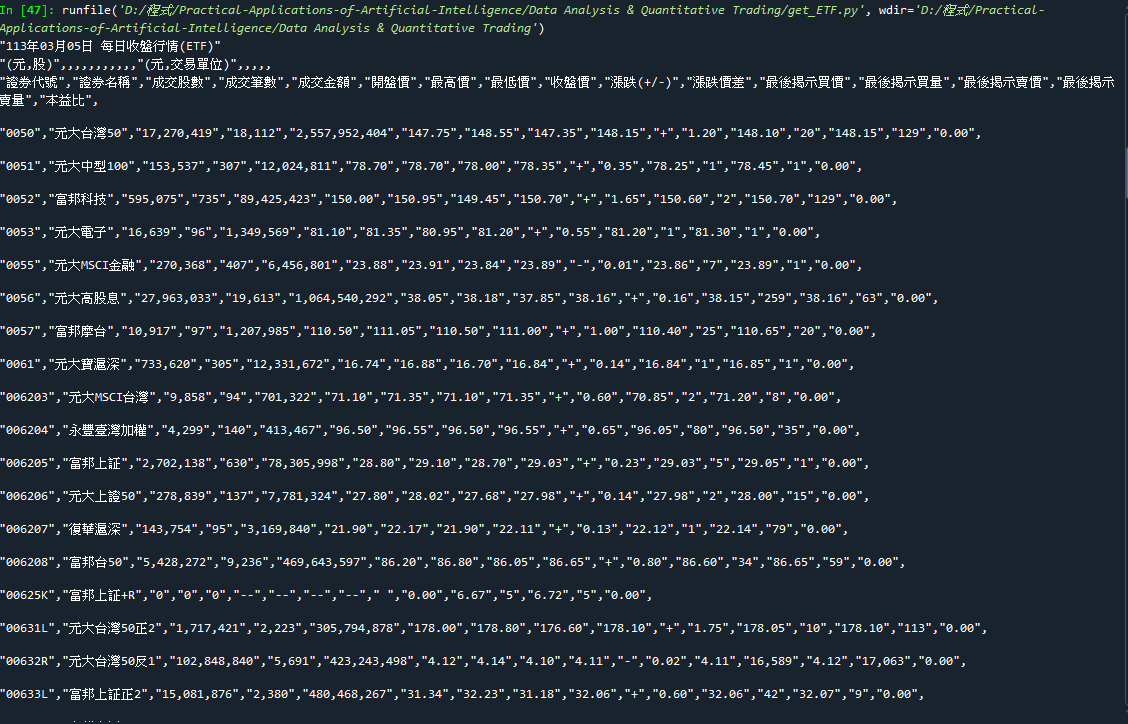 In [47]: runfile('D:/程式/Practical-Applications-of-Artificial-Intelligence/Data Analysis & Quantitative Trading/get_ETF.py', wdir='D:/程式/Practical-
Applications-of-Artificial-Intelligence/Data Analysis & Quantitative Trading')
"113年03月05日 每日收盤行情(ETF)"
"(元,股)",,,,,,,,,,,"(元,交易單位)",,,,,
"證券代號","證券名稱","成交股數","成交筆數","成交金額","開盤價","最高價","最低價","收盤價","漲跌(+/-)","漲跌價差","最後揭示買價","最後揭示買量","最後揭示賣價","最後揭示
賣量","本益比",
"0050","元大台灣50","17,270,419","18,112","2,557,952,404","147.75","148.55","147.35","148.15","+","1.20","148.10","20","148.15","129","0.00",
"0051","元大中型100","153,537","307","12,024,811","78.70","78.70","78.00","78.35","+","0.35","78.25","1","78.45","1","0.00",
"0052","富邦科技","595,075","735","89,425,423","150.00","150.95","149.45","150.70","+","1.65","150.60","2","150.70","129","0.00",
"0053","元大電子","16,639","96","1,349,569","81.10","81.35","80.95","81.20","+","0.55","81.20","1","81.30","1","0.00",
"0055","元大MSCI金融","270,368","407","6,456,801","23.88","23.91","23.84","23.89","-","0.01","23.86","7","23.89","1","0.00",
"0056","元大高股息","27,963,033","19,613","1,064,540,292","38.05","38.18","37.85","38.16","+","0.16","38.15","259","38.16","63","0.00",
"0057","富邦摩台","10,917","97","1,207,985","110.50","111.05","110.50","111.00","+","1.00","110.40","25","110.65","20","0.00",
"0061","元大寶滬深","733,620","305","12,331,672","16.74","16.88","16.70","16.84","+","0.14","16.84","1","16.85","1","0.00",
"006203","元大MSCI台灣","9,858","94","701,322","71.10","71.35","71.10","71.35","+","0.60","70.85","2","71.20","8","0.00",
"006204","永豐臺灣加權","4,299","140","413,467","96.50","96.55","96.50","96.55","+","0.65","96.05","80","96.50","35","0.00",
"006205","富邦上証","2,702,138","630","78,305,998","28.80","29.10","28.70","29.03","+","0.23","29.03","5","29.05","1","0.00",
"006206","元大上證50","278,839","137","7,781,324","27.80","28.02","27.68","27.98","+","0.14","27.98","2","28.00","15","0.00",
"006207","復華滬深","143,754","95","3,169,840","21.90","22.17","21.90","22.11","+","0.13","22.12","1","22.14","79","0.00",
"006208","富邦台50","5,428,272","9,236","469,643,597","86.20","86.80","86.05","86.65","+","0.80","86.60","34","86.65","59","0.00",
"00625K","富邦上証+R","0","0","0","--","--","--","--"," ","0.00","6.67","5","6.72","5","0.00",
"00631L","元大台灣50正2","1,717,421","2,223","305,794,878","178.00","178.80","176.60","178.10","+","1.75","178.05","10","178.10","113","0.00",
"00632R","元大台灣50反1","102,848,840","5,691","423,243,498","4.12","4.14","4.10","4.11","-","0.02","4.11","16,589","4.12","17,063","0.00",
"00633L","富邦上証正2","15,081,876","2,380","480,468,267","31.34","32.23","31.18","32.06","+","0.60","32.06","42","32.07","9","0.00",